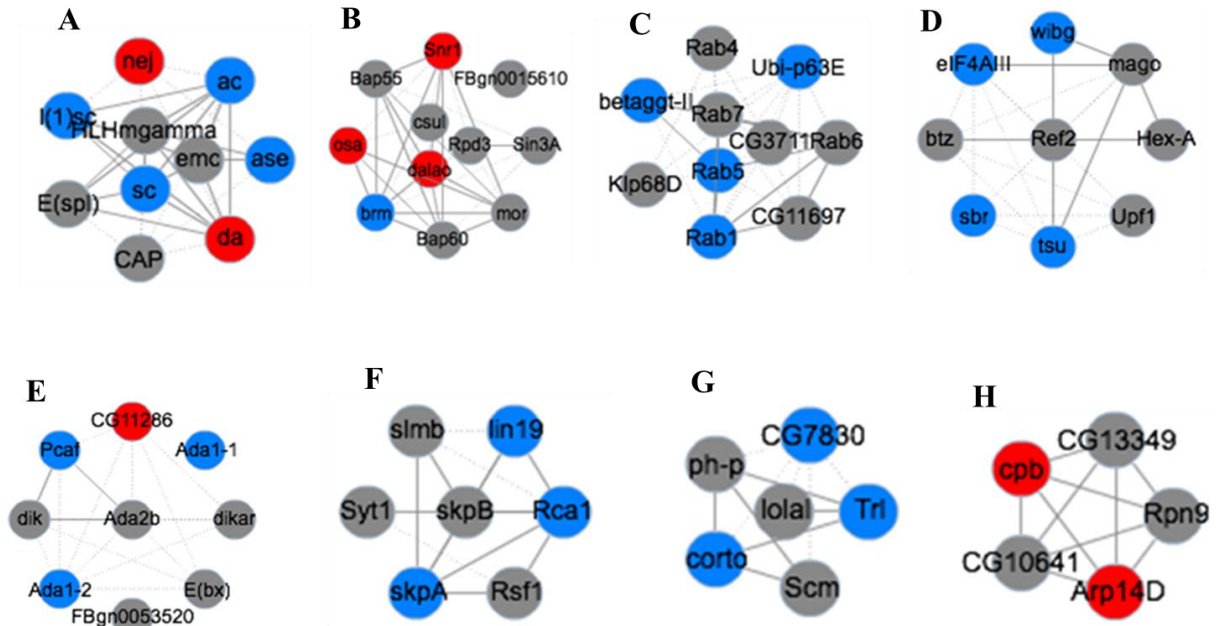 A
nej
ac
l(1)sc
HLHmgamma
emc
ase
sc
E(spl)
da
CAP
B
Snr1
Bap55
FBgn0015610
csul
osa
Rpd3
Sin3A
dalao
brm
mor
Bap60
C
Rab4
Ubi-p63E
betaggt-II
Rab7
CG3711
Rab6
Rab5
Klp68D
CG11697
Rab1
D
wibg
eIF4AIII
mago
btz
Ref2
Hex-A
sbr
Upf1
tsu
E
CG11286
Pcaf
Ada1-1
dik
Ada2b
dikar
Ada1-2
E(bx)
FBgn0053520
F
slmb
lin19
Syt1
skpB
Rca1
skpA
Rsf1
G
CG7830
ph-p
lolal
Trl
corto
Scm
H
CG13349
cpb
Rpn9
CG10641
Arp14D